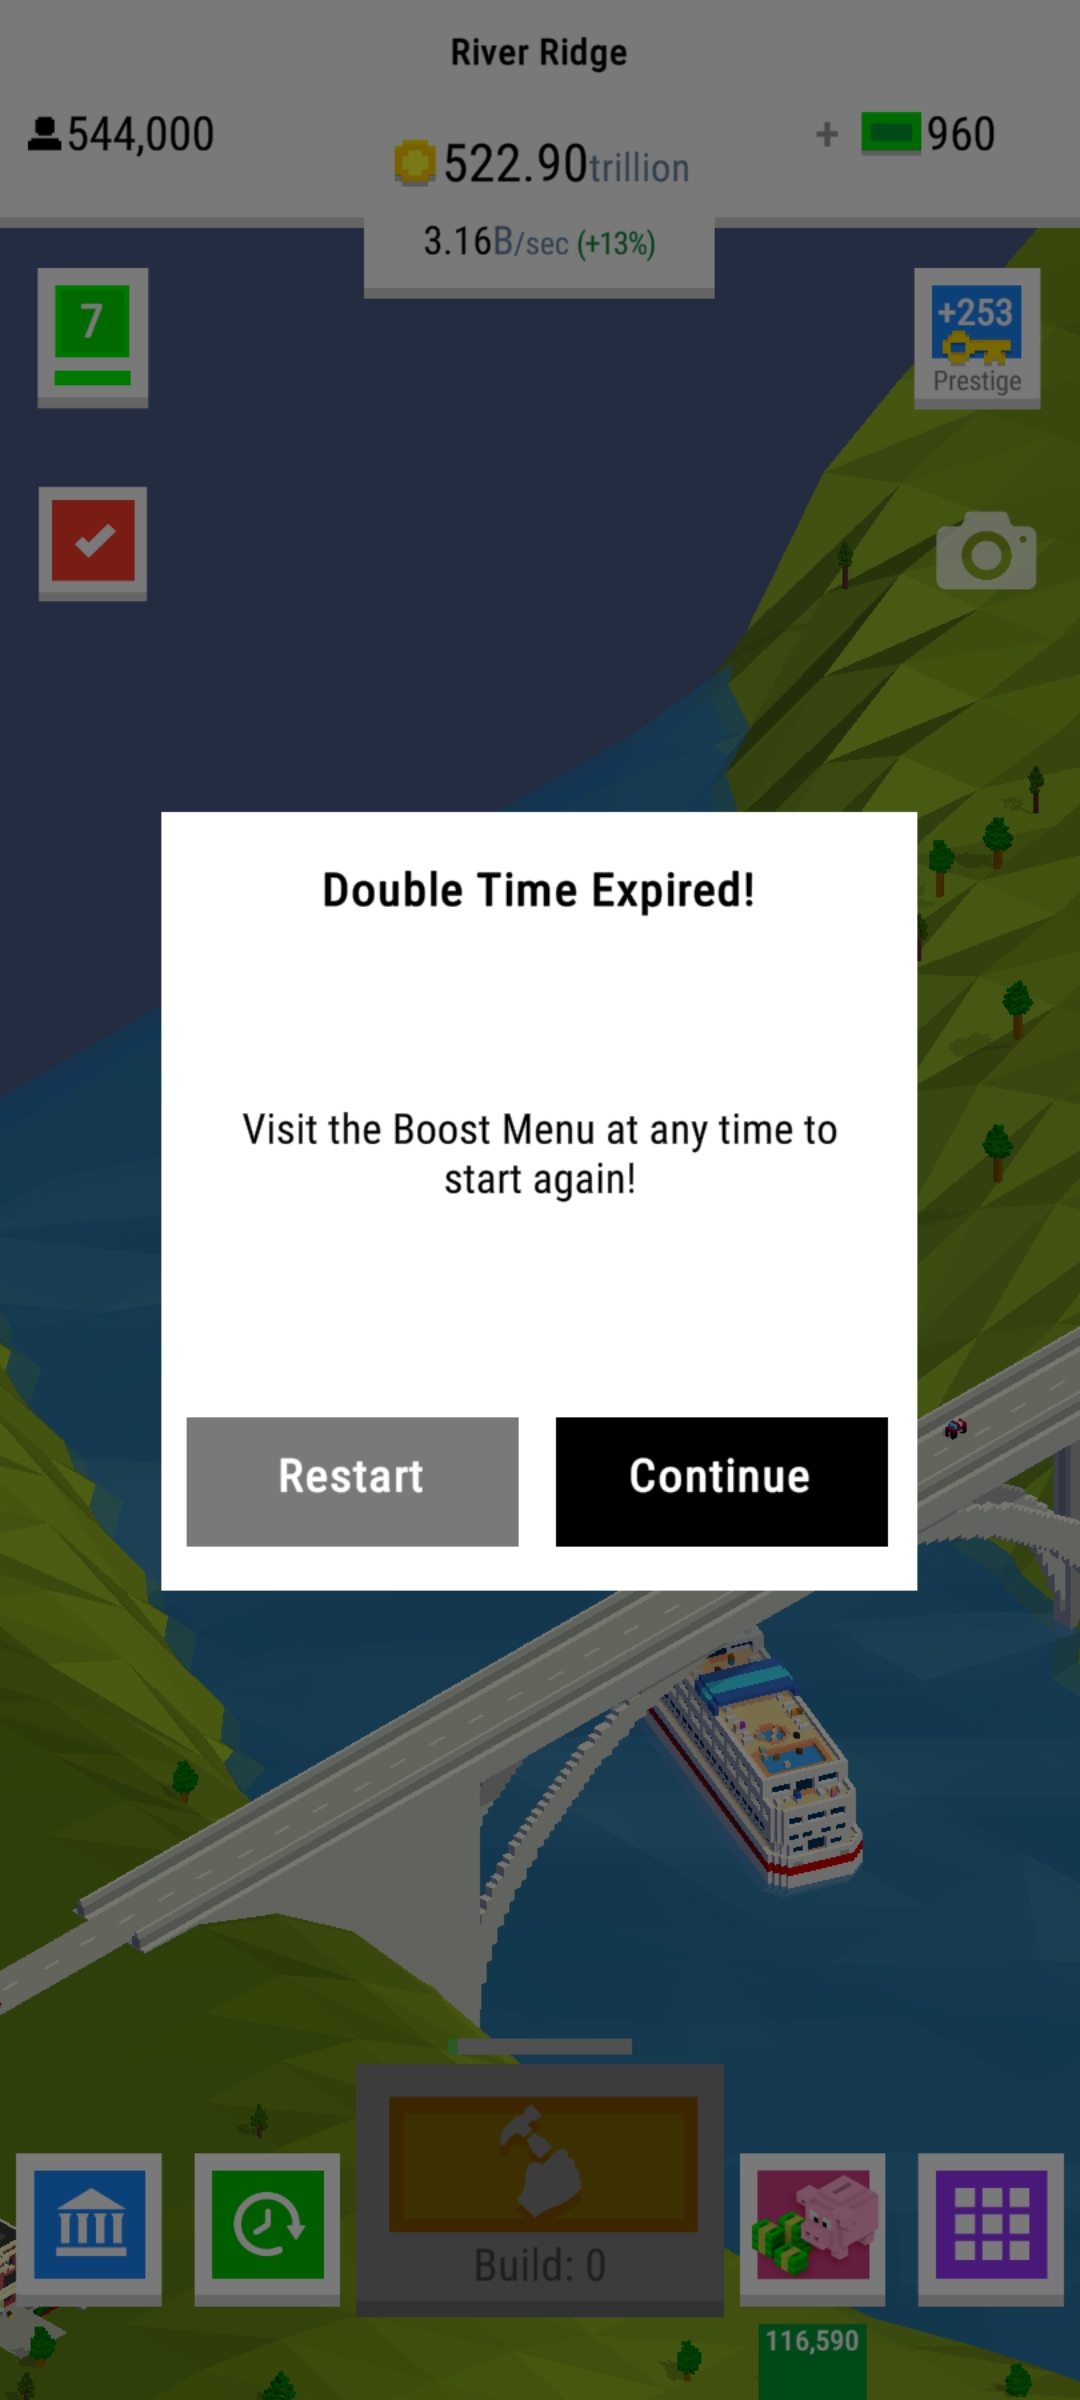 River Ridge
544,000
522.90trillion
+ 960
3.16B/sec (+13%)
7
+253
Prestige
Double Time Expired!
Visit the Boost Menu at any time to
start again!
Restart
Continue
Build: 0
116,590